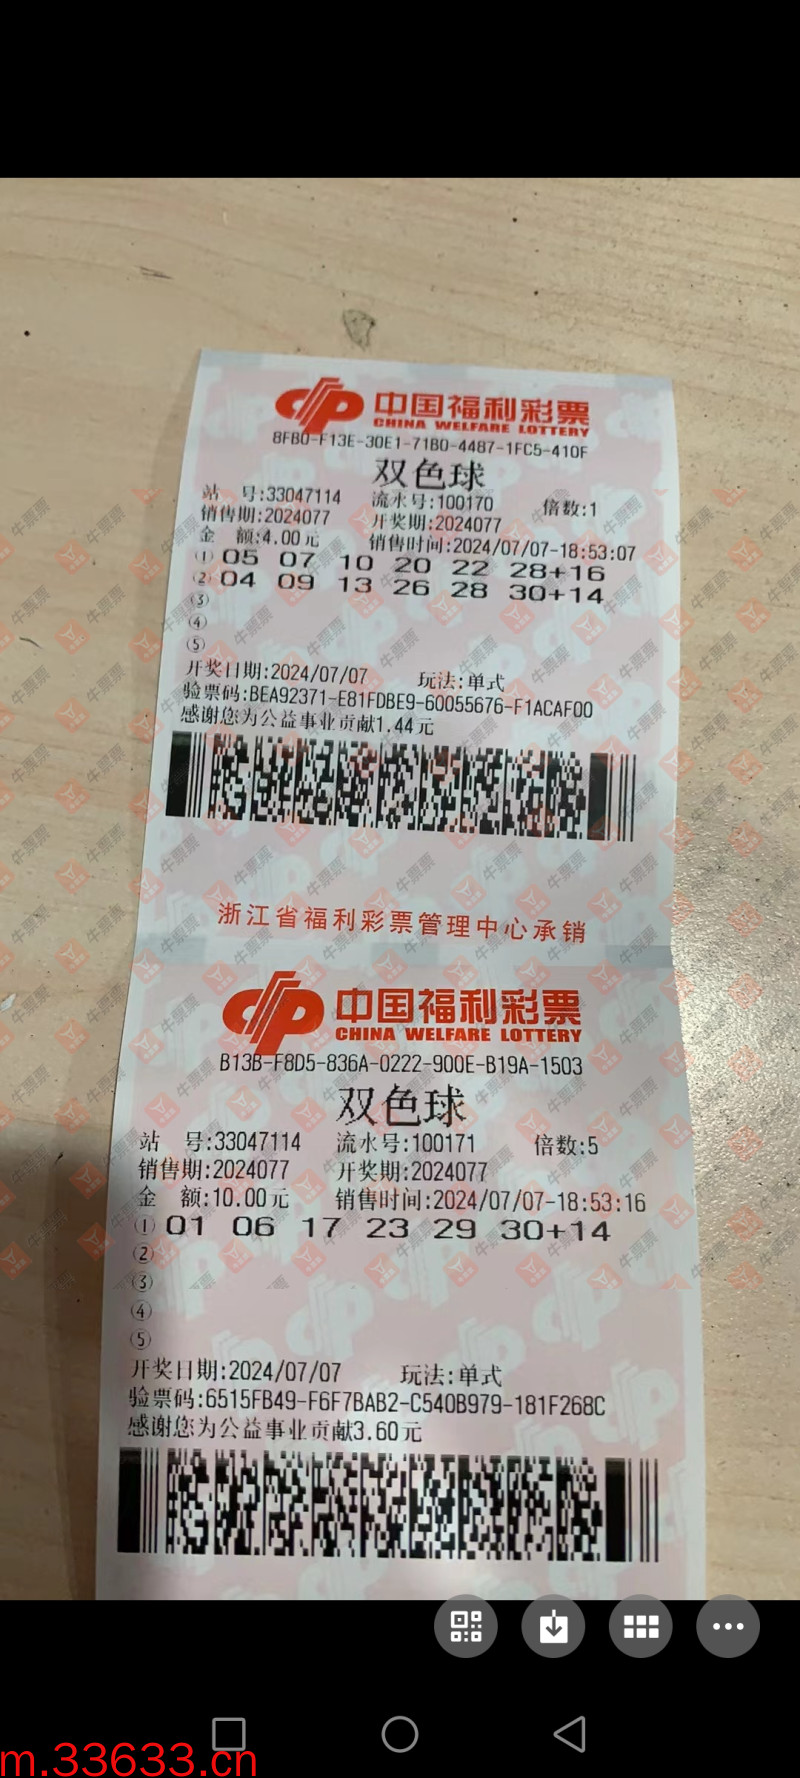 中国福利彩票
CHINA WELFARE LOTTERY
8FB0-F13E-30E1-71B0-4487-1FC5-410F
双色球
站 号:33047114 流水号:100170 倍数:1
销售期:2024077 开奖期:2024077
金 额:4.00元 销售时间:2024/07/07-18:53:07
① 05 07 10 20 22 28+16
② 04 09 13 26 28 30+14
③
④
⑤
开奖日期:2024/07/07 玩法:单式
验票码:BEA92371-E81FDBE9-60055676-F1ACAF00
感谢您为公益事业贡献1.44元
浙江省福利彩票管理中心承销
中国福利彩票
CHINA WELFARE LOTTERY
B13B-F8D5-836A-0222-900E-B19A-1503
双色球
站 号:33047114 流水号:100171 倍数:5
销售期:2024077 开奖期:2024077
金 额:10.00元 销售时间:2024/07/07-18:53:16
① 01 06 17 23 29 30+14
②
③
④
⑤
开奖日期:2024/07/07 玩法:单式
验票码:6515FB49-F6F7BAB2-C540B979-181F268C
感谢您为公益事业贡献3.60元
牛票票
m.33633.cn